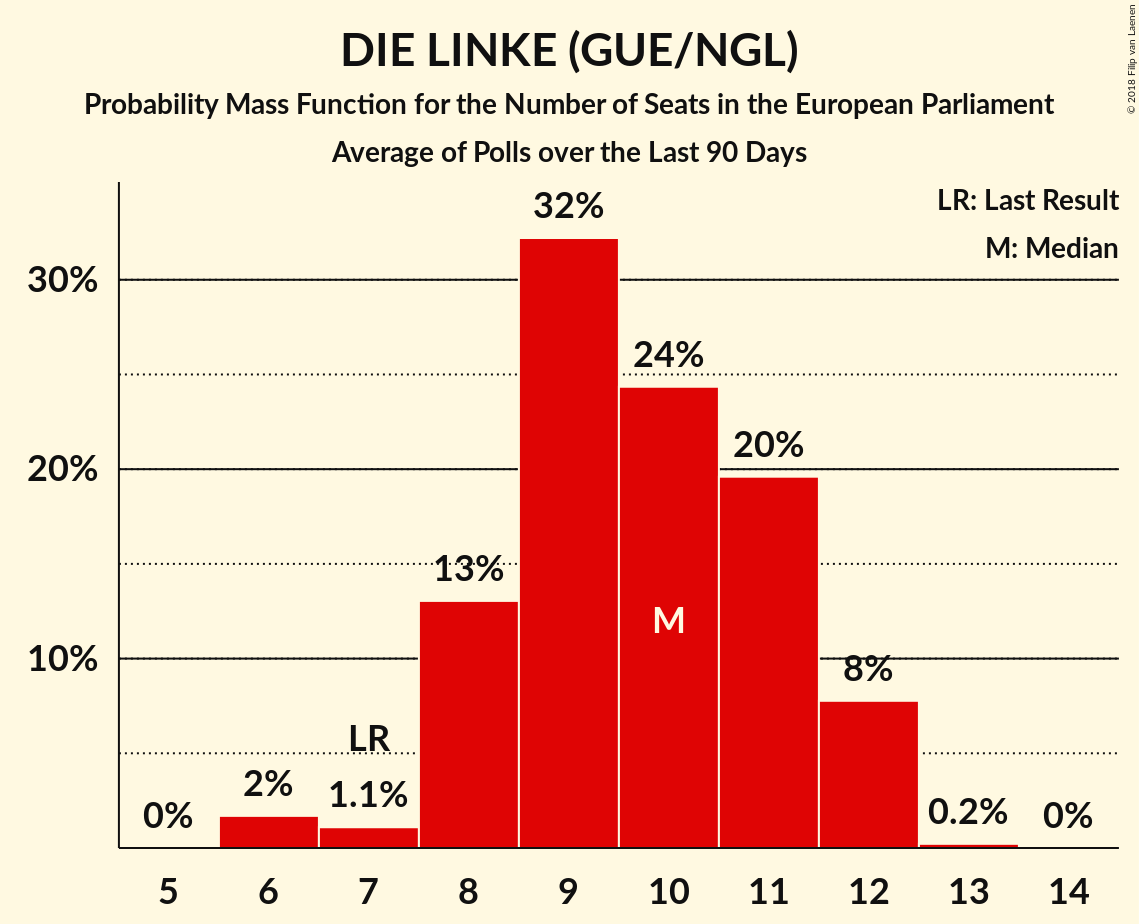 DIE LINKE (GUE/NGL)
Probability Mass Function for the Number of Seats in the European Parliament
Average of Polls over the Last 90 Days
© 2018 Filip van Laenen
LR: Last Result
M: Median
30%
20%
10%
0%
2%
LR
1.1%
13%
32%
24%
M
20%
8%
0.2%
0%
5 6 7 8 9 10 11 12 13 14